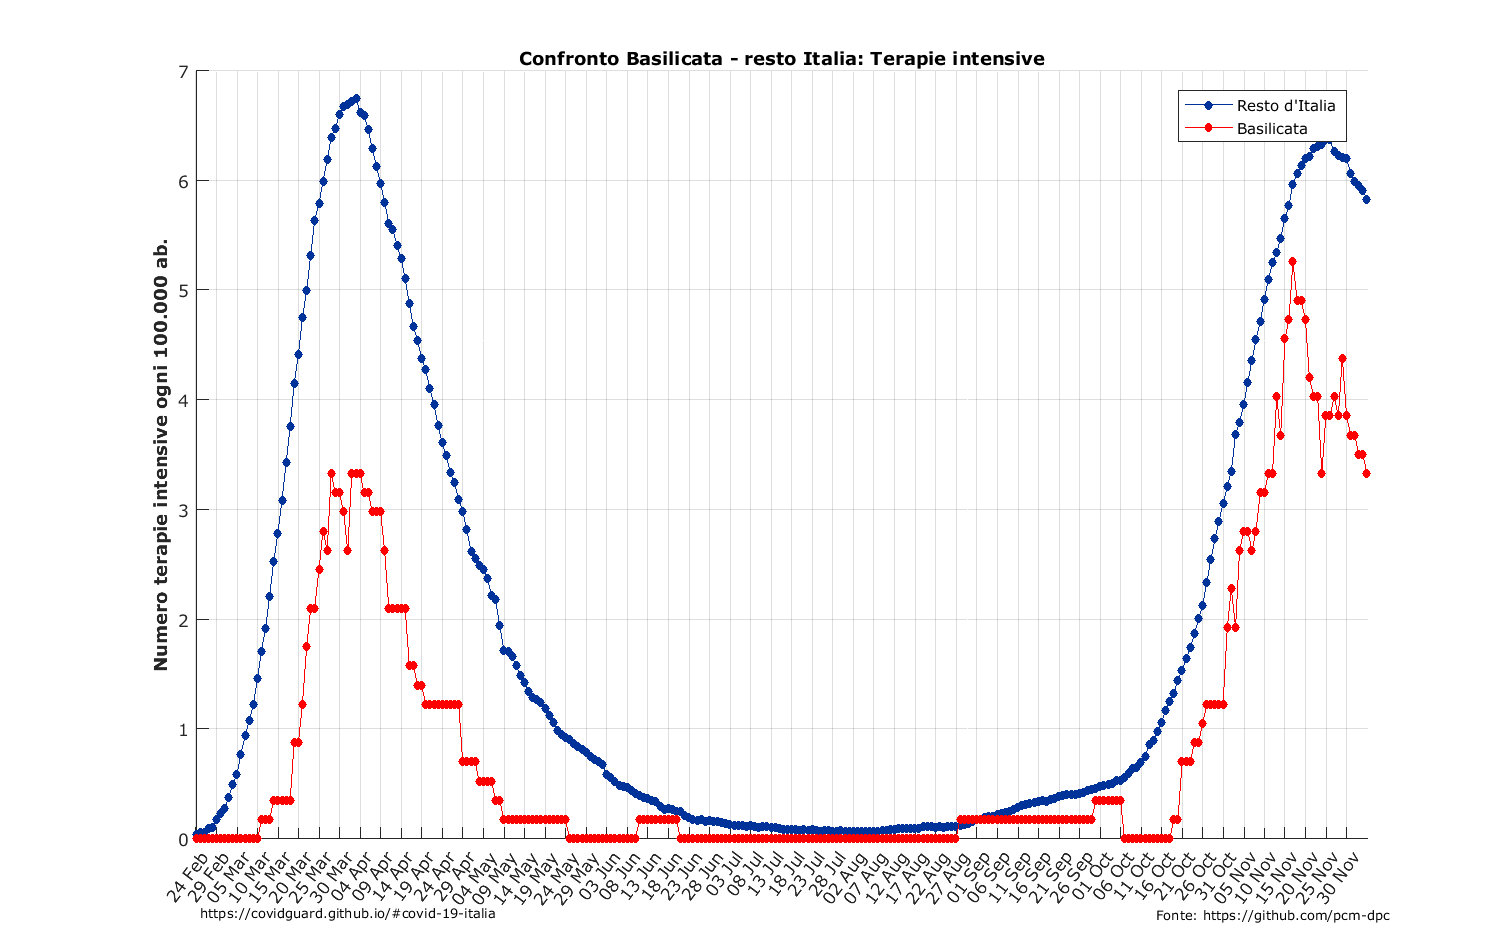 Confronto Basilicata - resto Italia: Terapie intensive
Resto d'Italia
Basilicata
Numero terapie intensive ogni 100.000 ab.
7
6
5
4
3
2
1
0
24 Feb
29 Feb
05 Mar
10 Mar
15 Mar
20 Mar
25 Mar
30 Mar
04 Apr
09 Apr
14 Apr
19 Apr
24 Apr
29 Apr
04 May
09 May
14 May
19 May
24 May
29 May
03 Jun
08 Jun
13 Jun
18 Jun
23 Jun
28 Jun
03 Jul
08 Jul
13 Jul
18 Jul
23 Jul
28 Jul
02 Aug
07 Aug
12 Aug
17 Aug
22 Aug
27 Aug
01 Sep
06 Sep
11 Sep
16 Sep
21 Sep
26 Sep
01 Oct
06 Oct
11 Oct
16 Oct
21 Oct
26 Oct
31 Oct
05 Nov
10 Nov
15 Nov
20 Nov
25 Nov
30 Nov
https://covidguard.github.io/#covid-19-italia
Fonte: https://github.com/pcm-dpc